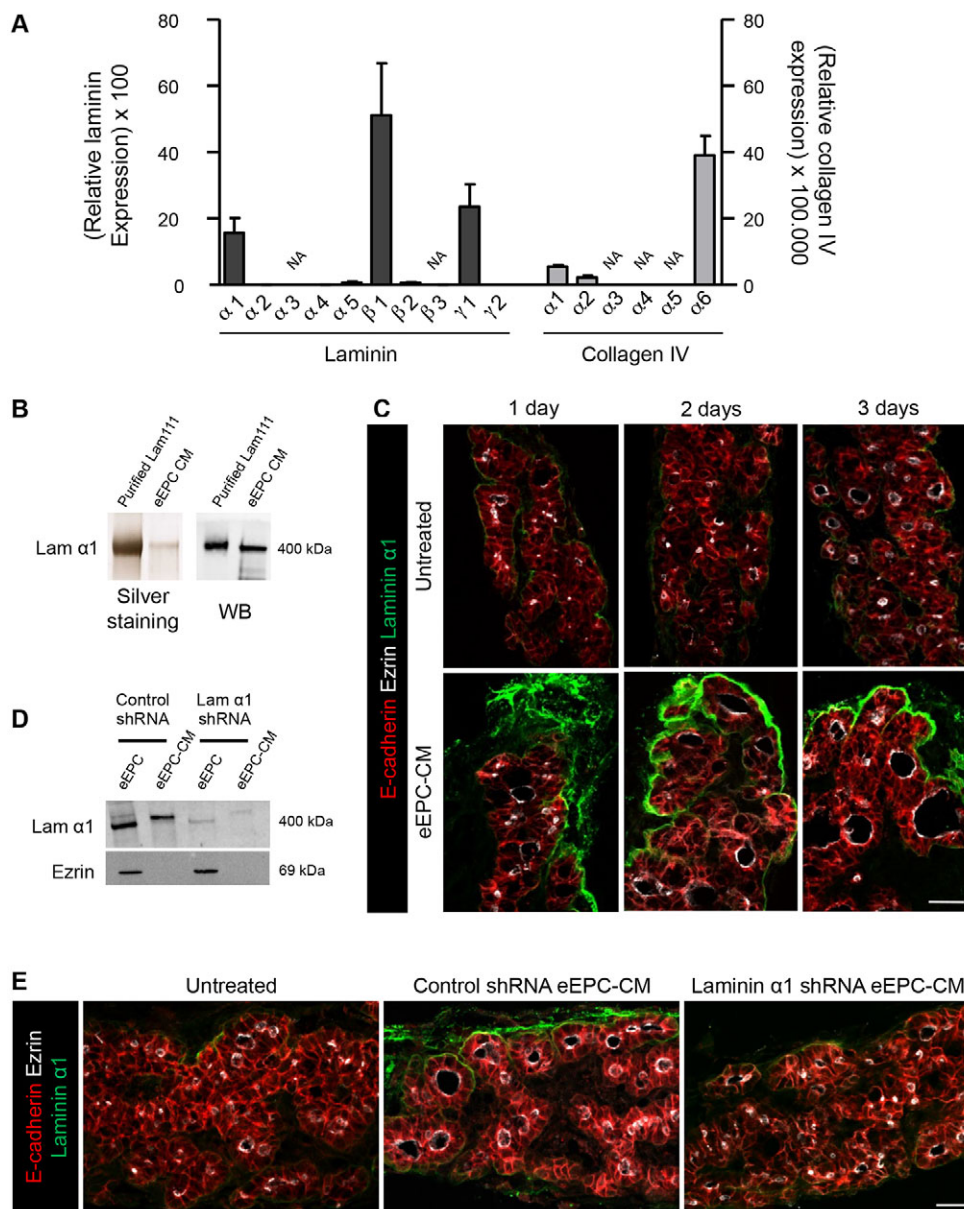 A
(Relative laminin
Expression) x 100
80
60
40
20
0
NA
NA
NA
NA
NA
80
60
40
20
0
(Relative collagen IV
expression) x 100.000
α1
α2
α3
α4
α5
β1
β2
β3
γ1
γ2
α1
α2
α3
α4
α5
α6
Laminin
Collagen IV
B
Purified Lam111
eEPC CM
Purified Lam111
eEPC CM
Lam α1
400 kDa
Silver
staining
WB
C
1 day
2 days
3 days
E-cadherin Ezrin Laminin α1
Untreated
eEPC-CM
D
Control
shRNA
Lam α1
shRNA
eEPC
eEPC-CM
eEPC
eEPC-CM
Lam α1
400 kDa
Ezrin
69 kDa
E
Untreated
Control shRNA eEPC-CM
Laminin α1 shRNA eEPC-CM
E-cadherin Ezrin
Laminin α1